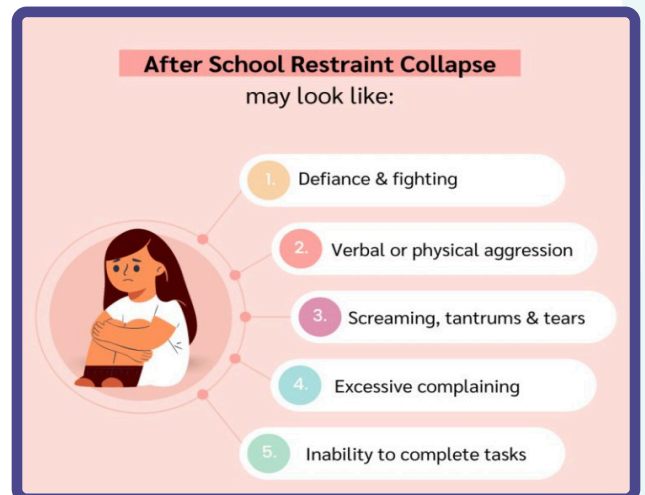 After School Restraint Collapse
may look like:
1. Defiance & fighting
2. Verbal or physical aggression
3. Screaming, tantrums & tears
4. Excessive complaining
5. Inability to complete tasks